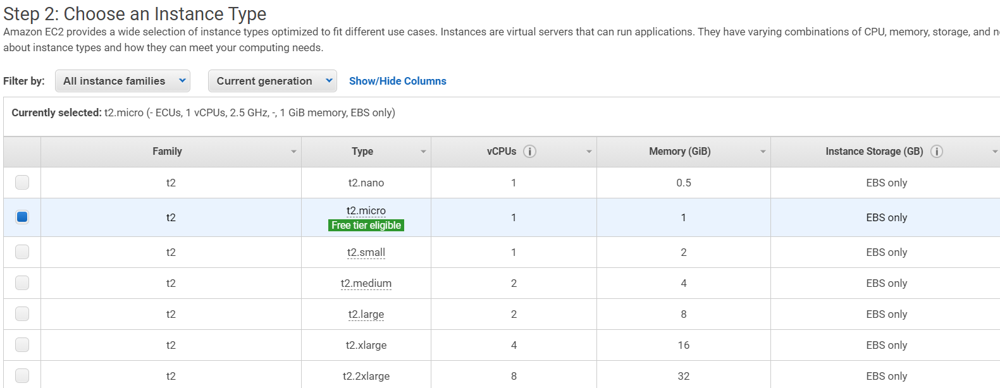 Step 2: Choose an Instance Type
Amazon EC2 provides a wide selection of instance types optimized to fit different use cases. Instances are virtual servers that can run applications. They have varying combinations of CPU, memory, storage, and
about instance types and how they can meet your computing needs.
Filter by: All instance families Current generation Show/Hide Columns
Currently selected: t2.micro (- ECUs, 1 vCPUs, 2.5 GHz, -, 1 GiB memory, EBS only)
Family Type vCPUs i Memory (GiB) Instance Storage (GB) i
t2 t2.nano 1 0.5 EBS only
t2 t2.micro 1 1 EBS only
Free tier eligible
t2 t2.small 1 2 EBS only
t2 t2.medium 2 4 EBS only
t2 t2.large 2 8 EBS only
t2 t2.xlarge 4 16 EBS only
t2 t2.2xlarge 8 32 EBS only